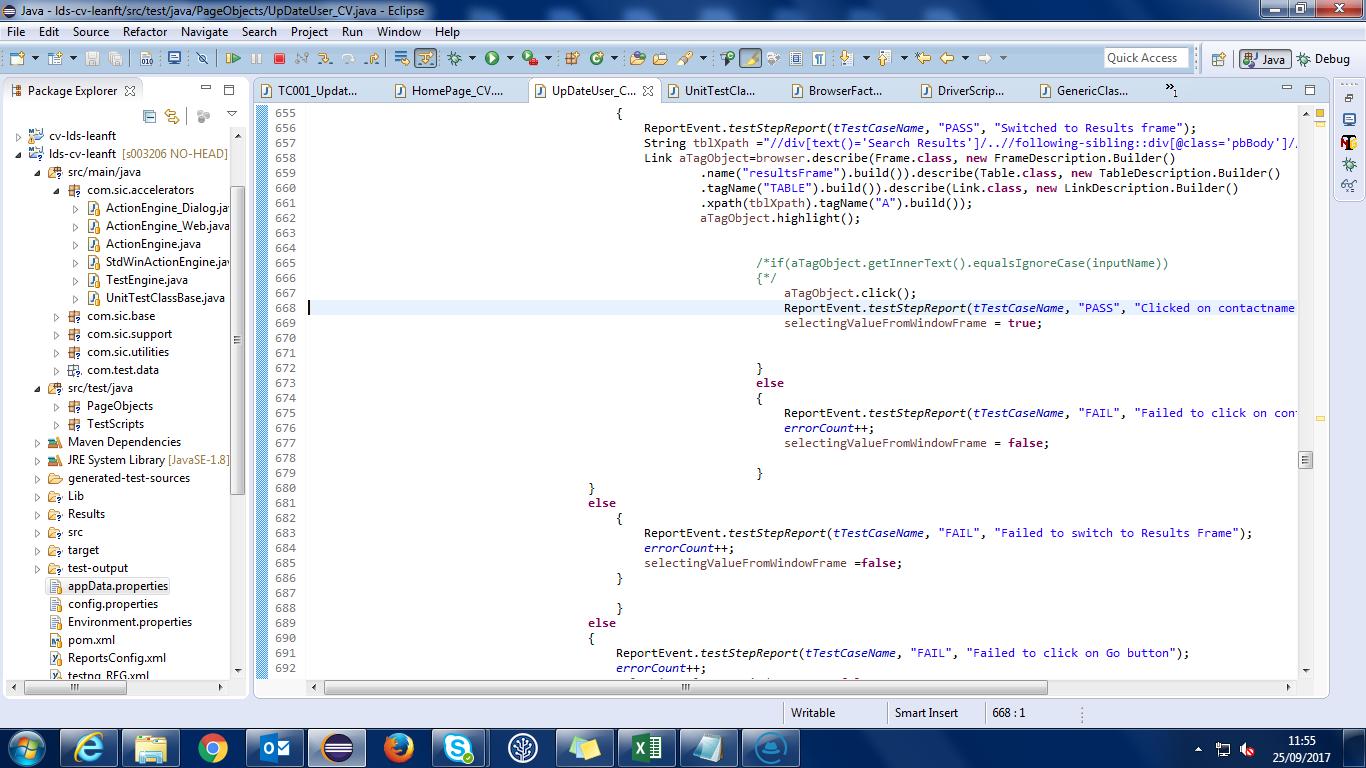 Java - lds-cv-leanft/src/test/java/PageObjects/UpDateUser_CV.java - Eclipse
File Edit Source Refactor Navigate Search Project Run Window Help
Quick Access Java Debug
Package Explorer
TC001_Updat... HomePage_CV.... UpDateUser_C... UnitTestCla... BrowserFact... DriverScrip... GenericClas... »1
cv-lds-leanft
lds-cv-leanft [s003206 NO-HEAD]
src/main/java
com.sic.accelerators
ActionEngine_Dialog.ja
ActionEngine_Web.java
ActionEngine.java
StdWinActionEngine.ja
TestEngine.java
UnitTestClassBase.java
com.sic.base
com.sic.support
com.sic.utilities
com.test.data
src/test/java
PageObjects
TestScripts
Maven Dependencies
JRE System Library [JavaSE-1.8]
generated-test-sources
Lib
Results
src
target
test-output
appData.properties
config.properties
Environment.properties
pom.xml
ReportsConfig.xml
testng_REG.xml
655 {
656 ReportEvent.testStepReport(tTestCaseName, "PASS", "Switched to Results frame");
657 String tblXpath ="//div[text()='Search Results']/..//following-sibling::div[@class='pbBody']/
658 Link aTagObject=browser.describe(Frame.class, new FrameDescription.Builder()
659 .name("resultsFrame").build()).describe(Table.class, new TableDescription.Builder()
660 .tagName("TABLE").build()).describe(Link.class, new LinkDescription.Builder()
661 .xpath(tblXpath).tagName("A").build());
662 aTagObject.highlight();
663
664
665 /*if(aTagObject.getInnerText().equalsIgnoreCase(inputName))
666 {*/
667 aTagObject.click();
668 ReportEvent.testStepReport(tTestCaseName, "PASS", "Clicked on contactname
669 selectingValueFromWindowFrame = true;
670
671
672 }
673 else
674 {
675 ReportEvent.testStepReport(tTestCaseName, "FAIL", "Failed to click on con
676 errorCount++;
677 selectingValueFromWindowFrame = false;
678
679 }
680 }
681 else
682 {
683 ReportEvent.testStepReport(tTestCaseName, "FAIL", "Failed to switch to Results Frame");
684 errorCount++;
685 selectingValueFromWindowFrame =false;
686 }
687
688 }
689 else
690 {
691 ReportEvent.testStepReport(tTestCaseName, "FAIL", "Failed to click on Go button");
692 errorCount++;
Writable Smart Insert 668 : 1
11:55
25/09/2017